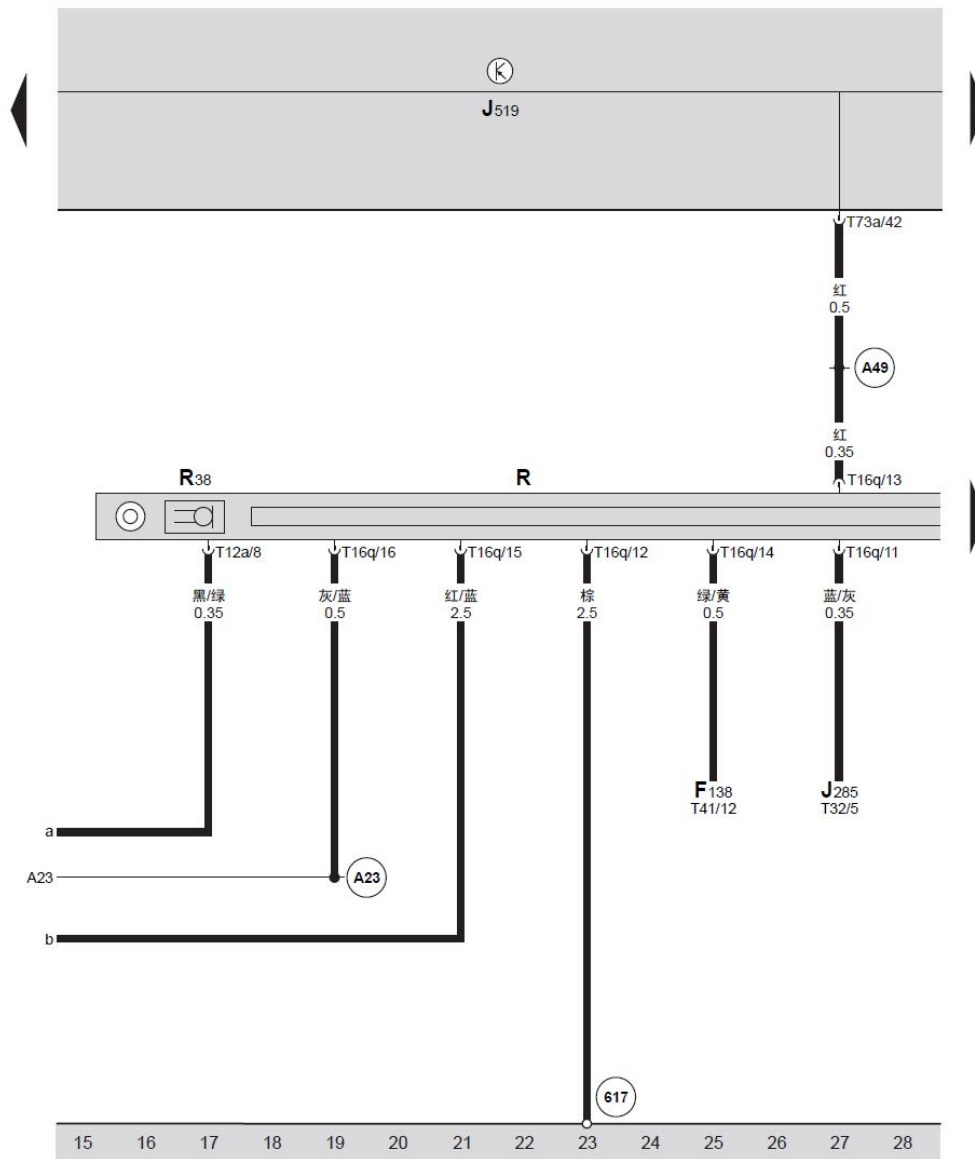 J519
T73a/42
红
0.5
A49
红
0.35
R38
R
T16q/13
T12a/8
T16q/16
T16q/15
T16q/12
T16q/14
T16q/11
黑/绿
灰/蓝
红/蓝
棕
绿/黄
蓝/灰
0.35
0.5
2.5
2.5
0.5
0.35
F138
J285
T41/12
T32/5
a
A23
A23
b
617
15 16 17 18 19 20 21 22 23 24 25 26 27 28